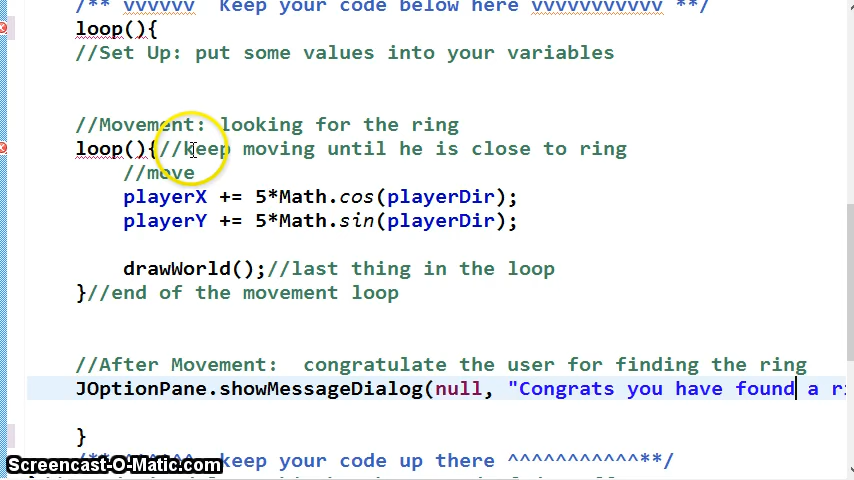 /** vvvvvv  Keep your code below here vvvvvvvvvvv **/
loop(){
//Set Up: put some values into your variables
//Movement: looking for the ring
loop(){//keep moving until he is close to ring
//move
playerX += 5*Math.cos(playerDir);
playerY += 5*Math.sin(playerDir);
drawWorld();//last thing in the loop
}//end of the movement loop
//After Movement:  congratulate the user for finding the ring
JOptionPane.showMessageDialog(null, "Congrats you have found a
}
keep your code up there ^^^^^^^^^^^**/
Screencast-O-Matic.com